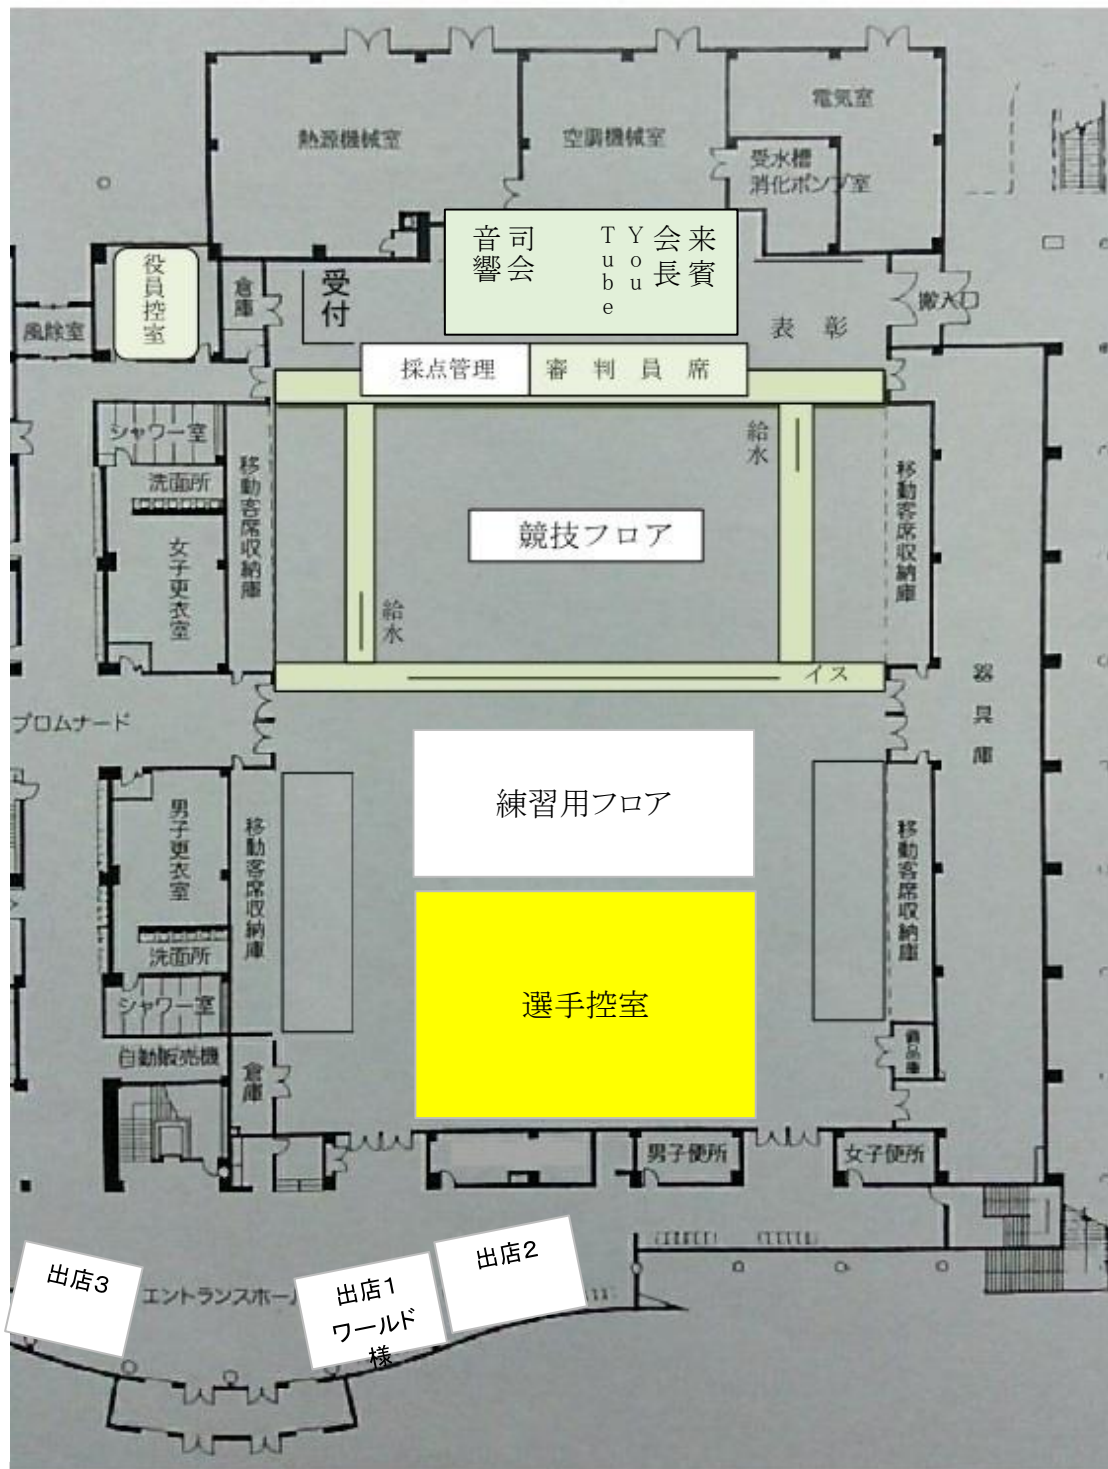 電気室
熱源機械室
空調機械室
受水槽
消化ポンプ室
音響
司会
You
Tube
会長
来賓
役員控室
倉庫
受付
搬入口
風除室
表彰
採点管理
審判員席
シャワー室
給水
洗面所
移動客席収納庫
移動客席収納庫
競技フロア
女子更衣室
給水
イス
器具庫
プロムナード
練習用フロア
男子更衣室
移動客席収納庫
移動客席収納庫
洗面所
選手控室
シャワー室
自動販売機
倉庫
備品庫
男子便所
女子便所
出店3
エントランスホー
出店1
ワールド
様
出店2